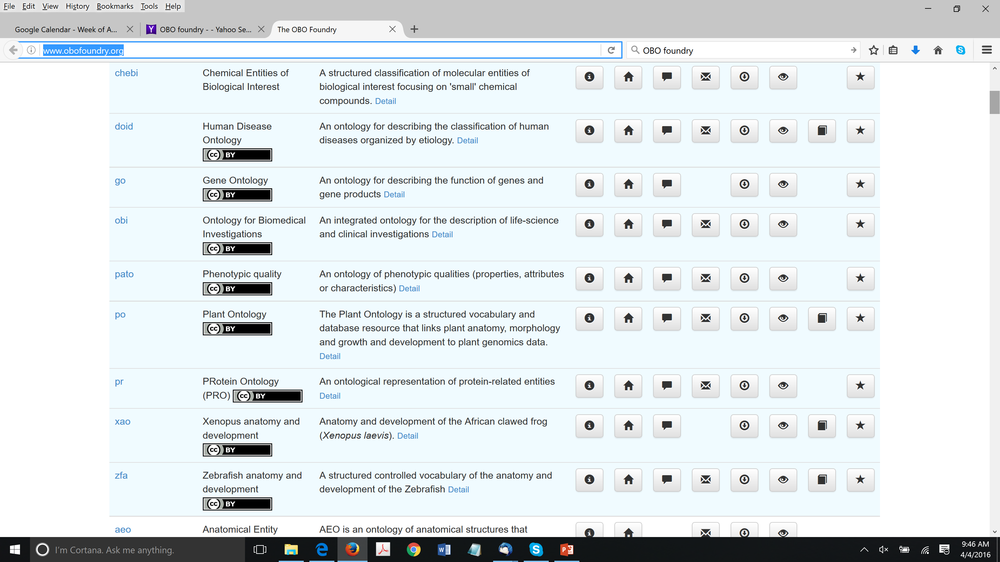 File Edit View History Bookmarks Tools Help
Google Calendar - Week of A... OBO foundry - - Yahoo Se... The OBO Foundry
www.obofoundry.org OBO foundry
chebi Chemical Entities of A structured classification of molecular entities of
Biological Interest biological interest focusing on 'small' chemical
compounds. Detail
doid Human Disease An ontology for describing the classification of human
Ontology diseases organized by etiology. Detail
cc BY
go Gene Ontology An ontology for describing the function of genes and
cc BY gene products Detail
obi Ontology for Biomedical An integrated ontology for the description of life-science
Investigations and clinical investigations Detail
cc BY
pato Phenotypic quality An ontology of phenotypic qualities (properties, attributes
cc BY or characteristics) Detail
po Plant Ontology The Plant Ontology is a structured vocabulary and
cc BY database resource that links plant anatomy, morphology
and growth and development to plant genomics data.
Detail
pr PRotein Ontology An ontological representation of protein-related entities
(PRO) cc BY Detail
xao Xenopus anatomy and Anatomy and development of the African clawed frog
development (Xenopus laevis). Detail
cc BY
zfa Zebrafish anatomy and A structured controlled vocabulary of the anatomy and
development development of the Zebrafish Detail
cc BY
aeo Anatomical Entity AEO is an ontology of anatomical structures that
I'm Cortana. Ask me anything. 9:46 AM
4/4/2016